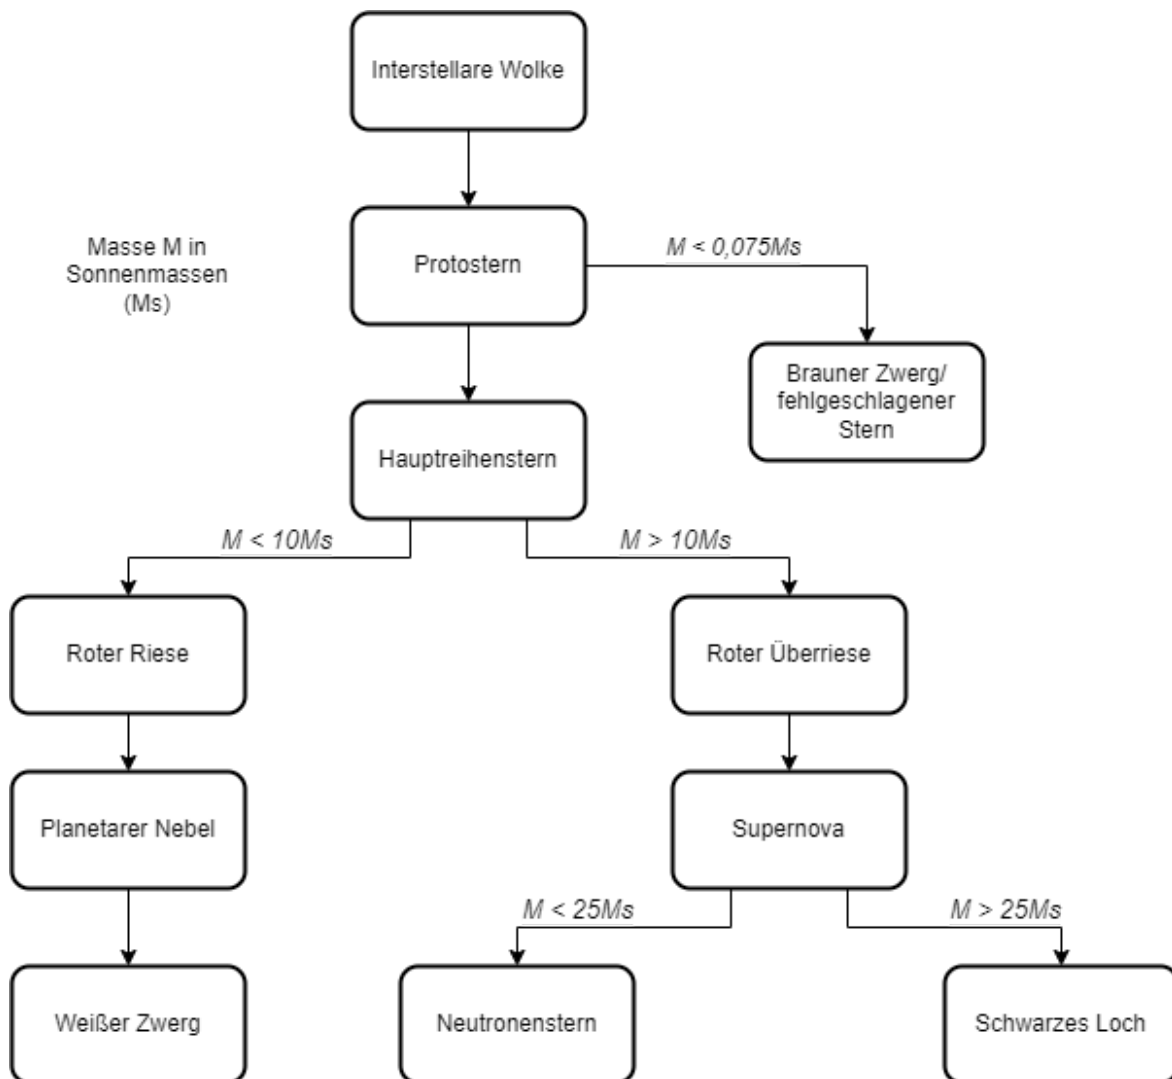 Interstellare Wolke
Masse M in
Sonnenmassen
(Ms)
Protostern
M < 0,075Ms
Brauner Zwerg/
fehlgeschlagener
Stern
Hauptreihenstern
M < 10Ms
M > 10Ms
Roter Riese
Roter Überriese
Planetarer Nebel
Supernova
M < 25Ms
M > 25Ms
Weißer Zwerg
Neutronenstern
Schwarzes Loch